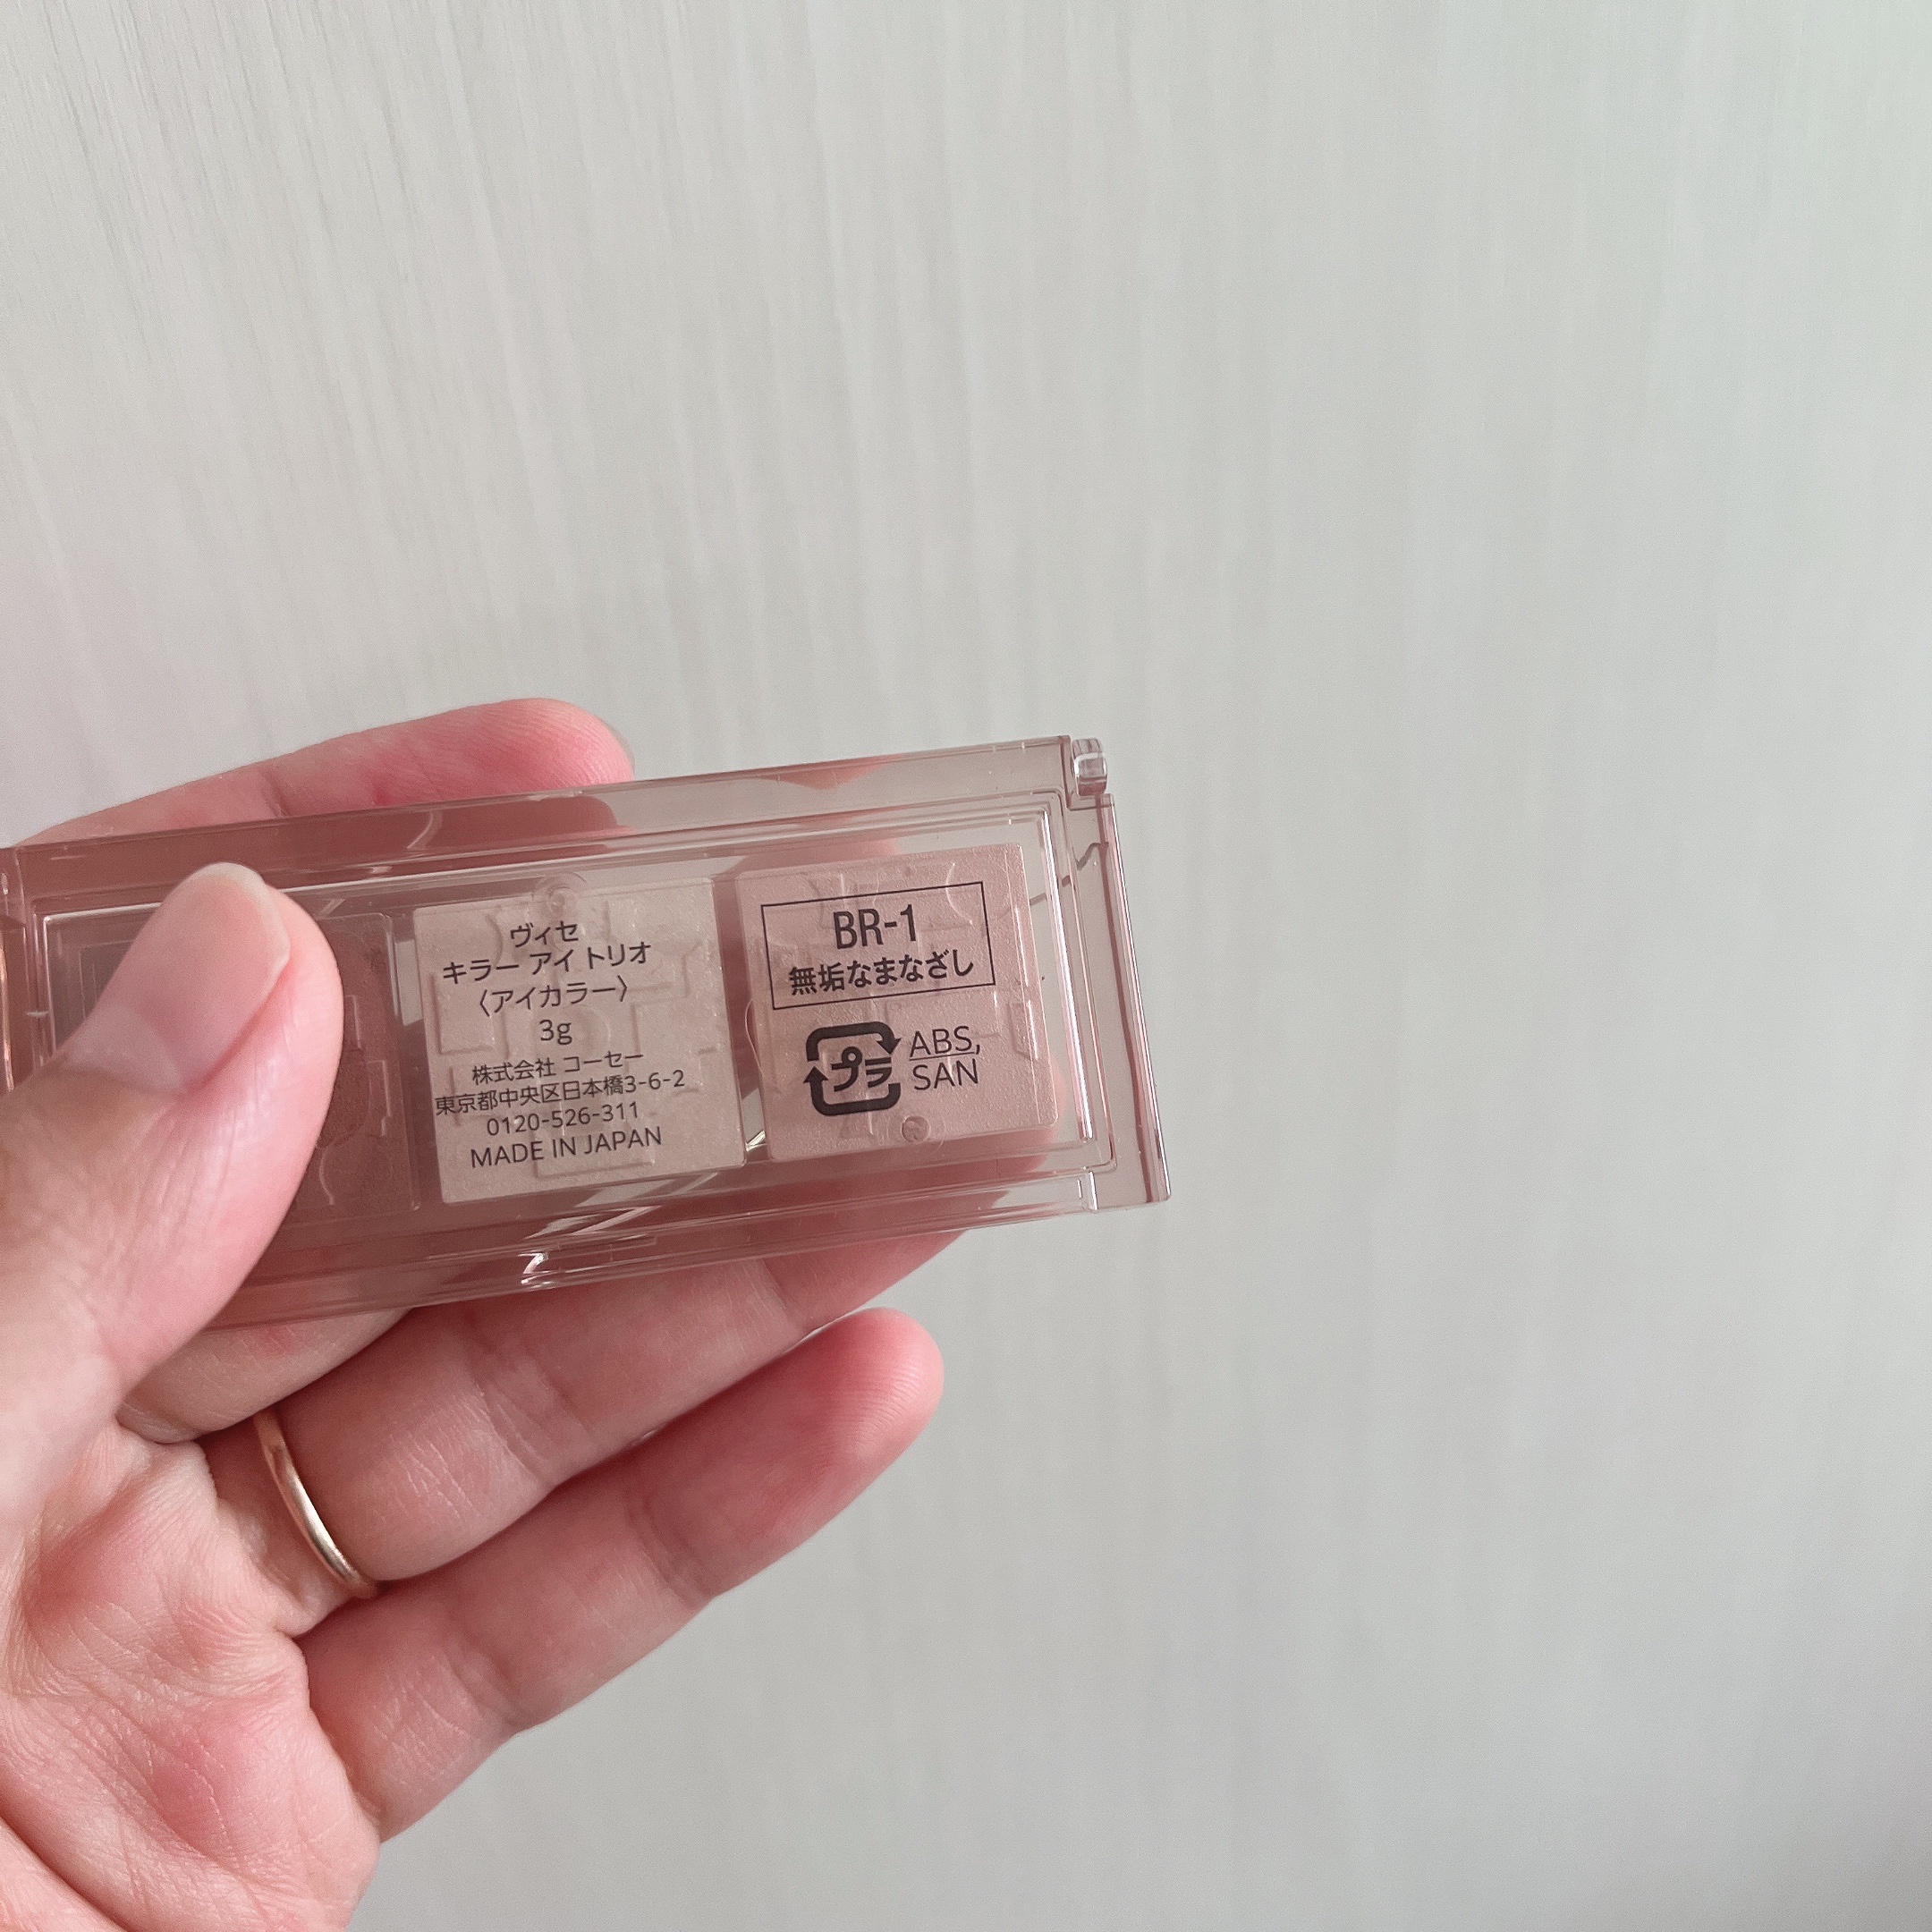 ヴィセ
キラー アイ トリオ
〈アイカラー〉
3g
株式会社 コーセー
東京都中央区日本橋3-6-2
0120-526-311
MADE IN JAPAN
BR-1
無垢なまなざし
プラ
ABS,
SAN